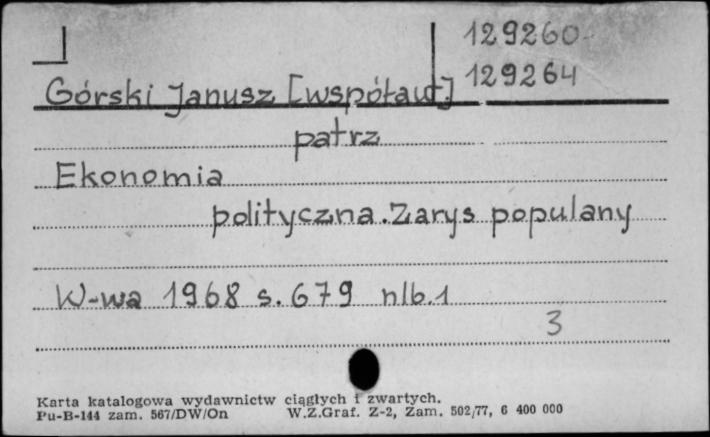 129260-
129264
Górski Janusz [współaut.]
patrz
Ekonomia
polityczna. Zarys populany
W-wa 1968 s. 679 nlb. 1
3
Karta katalogowa wydawnictw ciągłych i zwartych.
Pu-B-144 zam. 567/DW/On W.Z.Graf. Z-2, Zam. 502/77, 6 400 000